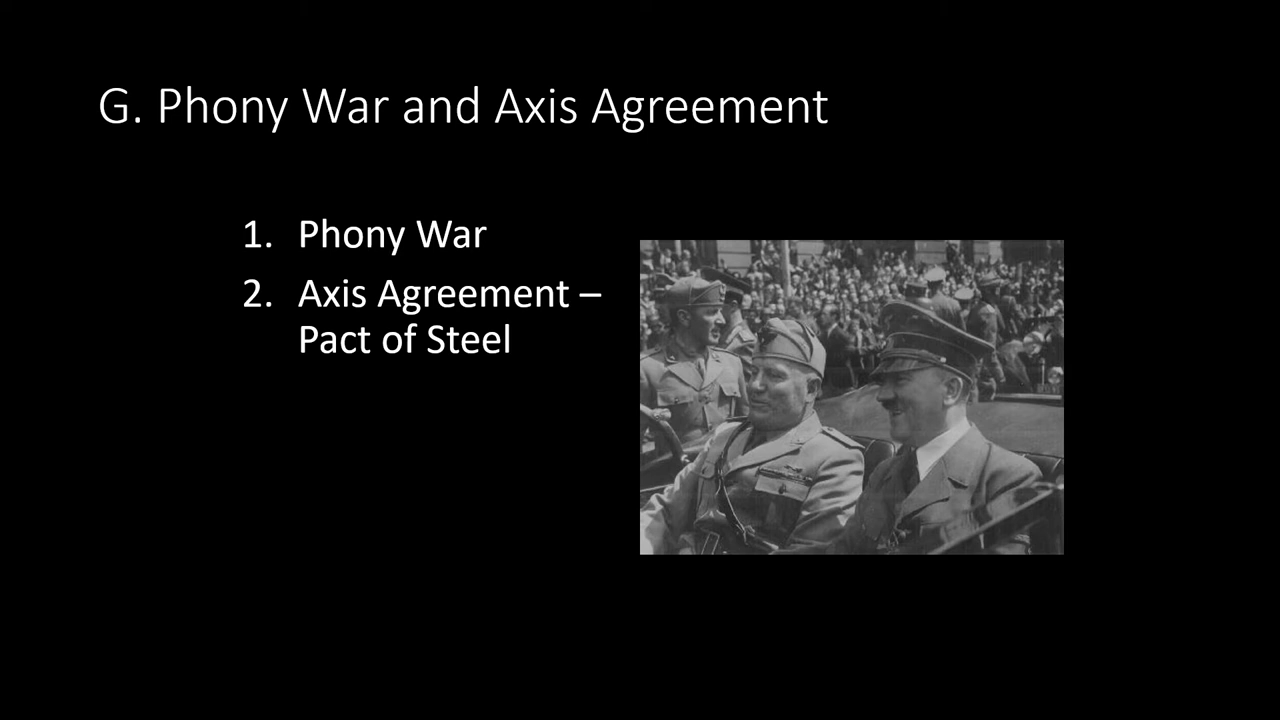 G. Phony War and Axis Agreement
1. Phony War
2. Axis Agreement –
Pact of Steel